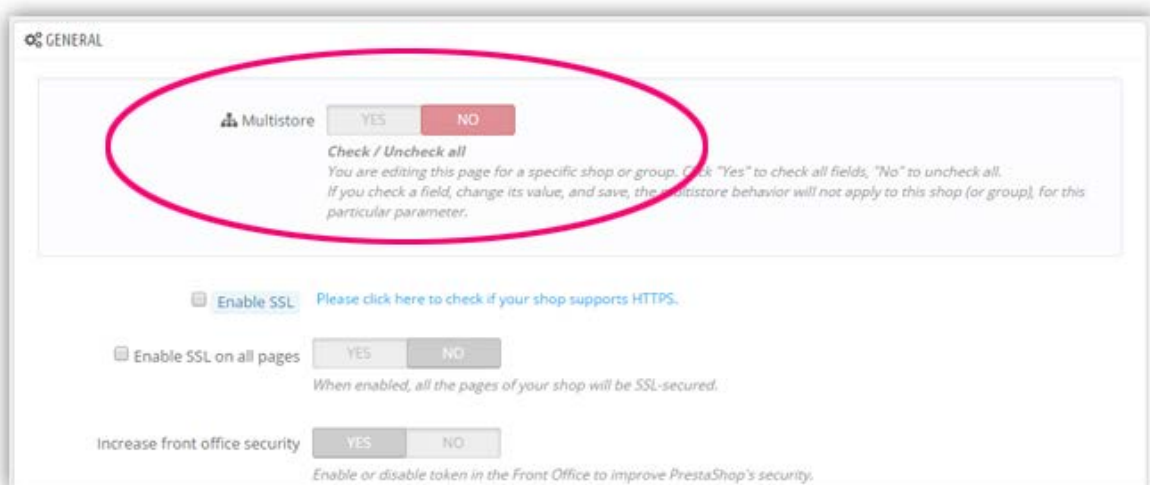 GENERAL
Multistore YES NO
Check / Uncheck all
You are editing this page for a specific shop or group. Click "Yes" to check all fields, "No" to uncheck all.
If you check a field, change its value, and save, the multistore behavior will not apply to this shop (or group), for this
particular parameter.
Enable SSL Please click here to check if your shop supports HTTPS.
Enable SSL on all pages YES NO
When enabled, all the pages of your shop will be SSL-secured.
Increase front office security YES NO
Enable or disable token in the Front Office to improve PrestaShop's security.